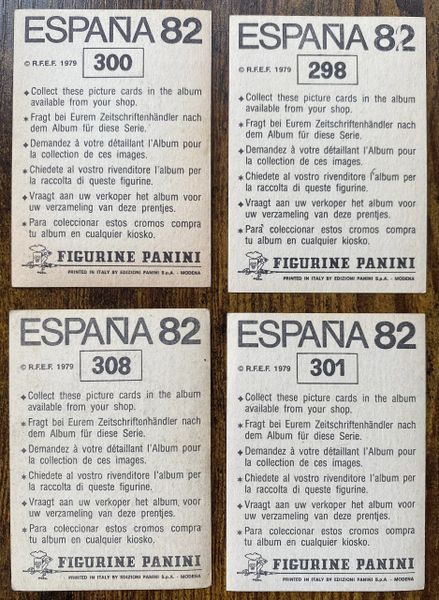 ESPAÑA 82
© R.F.E.F. 1979 300
◆ Collect these picture cards in the album
available from your shop.
✶ Fragt bei Eurem Zeitschriftenhändler nach
dem Album für diese Serie.
◆ Demandez à votre détaillant l'Album pour
la collection de ces images.
✶ Chiedete al vostro rivenditore l'album per
la raccolta di queste figurine.
◆ Vraagt aan uw verkoper het album voor
uw verzameling van deze prentjes.
✶ Para coleccionar estos cromos compra
tu album en cualquier kiosko.
FIGURINE PANINI
PRINTED IN ITALY BY EDIZIONI PANINI S.p.A. - MODENA
ESPAÑA 82
© R.F.E.F. 1979 298
◆ Collect these picture cards in the album
available from your shop.
✶ Fragt bei Eurem Zeitschriftenhändler nach
dem Album für diese Serie.
◆ Demandez à votre détaillant l'Album pour
la collection de ces images.
✶ Chiedete al vostro rivenditore l'album per
la raccolta di queste figurine.
◆ Vraagt aan uw verkoper het album voor
uw verzameling van deze prentjes.
✶ Para coleccionar estos cromos compra
tu album en cualquier kiosko.
FIGURINE PANINI
PRINTED IN ITALY BY EDIZIONI PANINI S.p.A. - MODENA
ESPAÑA 82
© R.F.E.F. 1979 308
◆ Collect these picture cards in the album
available from your shop.
✶ Fragt bei Eurem Zeitschriftenhändler nach
dem Album für diese Serie.
◆ Demandez à votre détaillant l'Album pour
la collection de ces images.
✶ Chiedete al vostro rivenditore l'album per
la raccolta di queste figurine.
◆ Vraagt aan uw verkoper het album voor
uw verzameling van deze prentjes.
✶ Para coleccionar estos cromos compra
tu album en cualquier kiosko.
FIGURINE PANINI
PRINTED IN ITALY BY EDIZIONI PANINI S.p.A. - MODENA
ESPAÑA 82
© R.F.E.F. 1979 301
◆ Collect these picture cards in the album
available from your shop.
✶ Fragt bei Eurem Zeitschriftenhändler nach
dem Album für diese Serie.
◆ Demandez à votre détaillant l'Album pour
la collection de ces images.
✶ Chiedete al vostro rivenditore l'album per
la raccolta di queste figurine.
◆ Vraagt aan uw verkoper het album voor
uw verzameling van deze prentjes.
✶ Para coleccionar estos cromos compra
tu album en cualquier kiosko.
FIGURINE PANINI
PRINTED IN ITALY BY EDIZIONI PANINI S.p.A. - MODENA